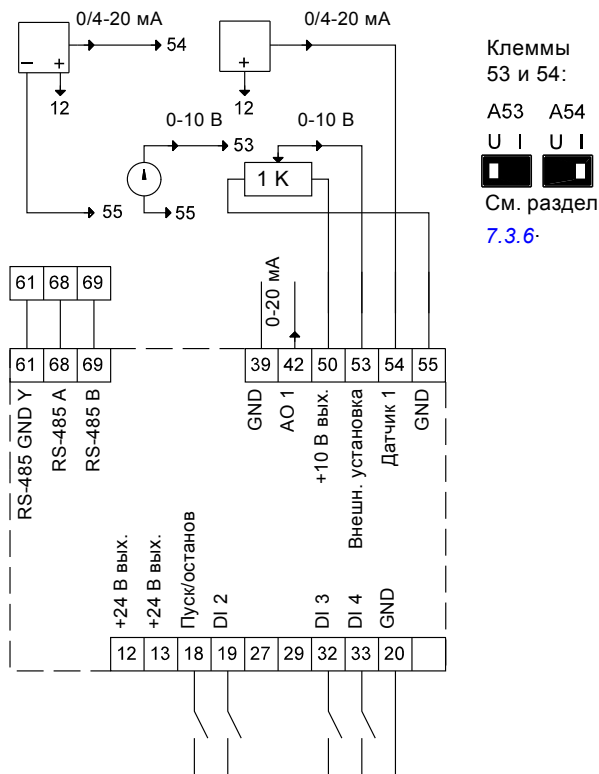 0/4-20 мА
0/4-20 мА
54
− +
+
12
12
0-10 В
0-10 В
53
1 K
55
55
Клеммы
53 и 54:
A53 A54
U I U I
См. раздел
7.3.6.
61 68 69
0-20 мА
61 68 69
39 42 50 53 54 55
RS-485 GND Y
RS-485 A
RS-485 B
GND
AO 1
+10 В вых.
Внешн. установка
Датчик 1
GND
+24 В вых.
+24 В вых.
Пуск/останов
DI 2
DI 3
DI 4
GND
12 13 18 19 27 29 32 33 20